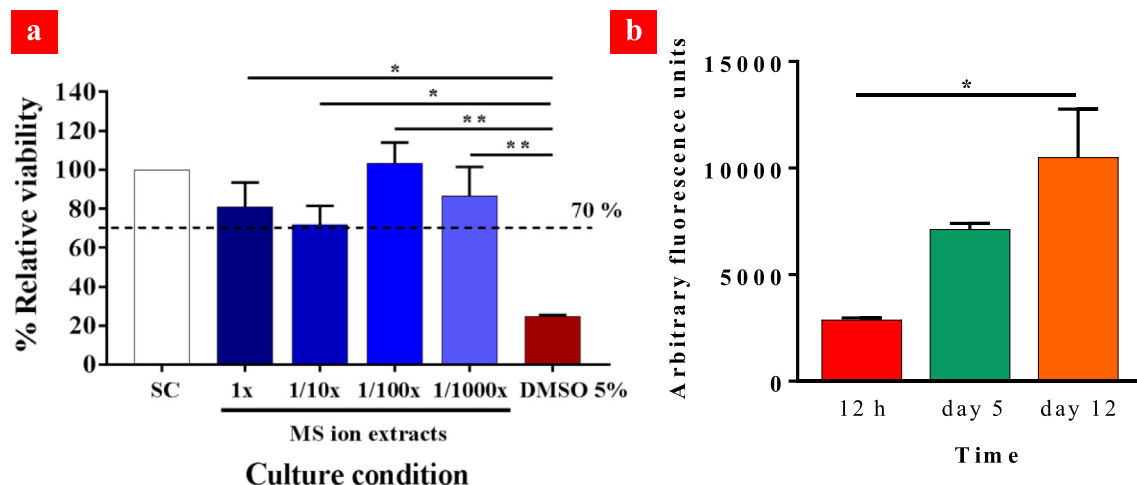 a
% Relative viability
140
120
100
80
60
40
20
0
*
*
**
**
70 %
SC 1x 1/10x 1/100x 1/1000x DMSO 5%
MS ion extracts
Culture condition
b
Arbitrary fluorescence units
15000
10000
5000
0
*
12 h day 5 day 12
Time